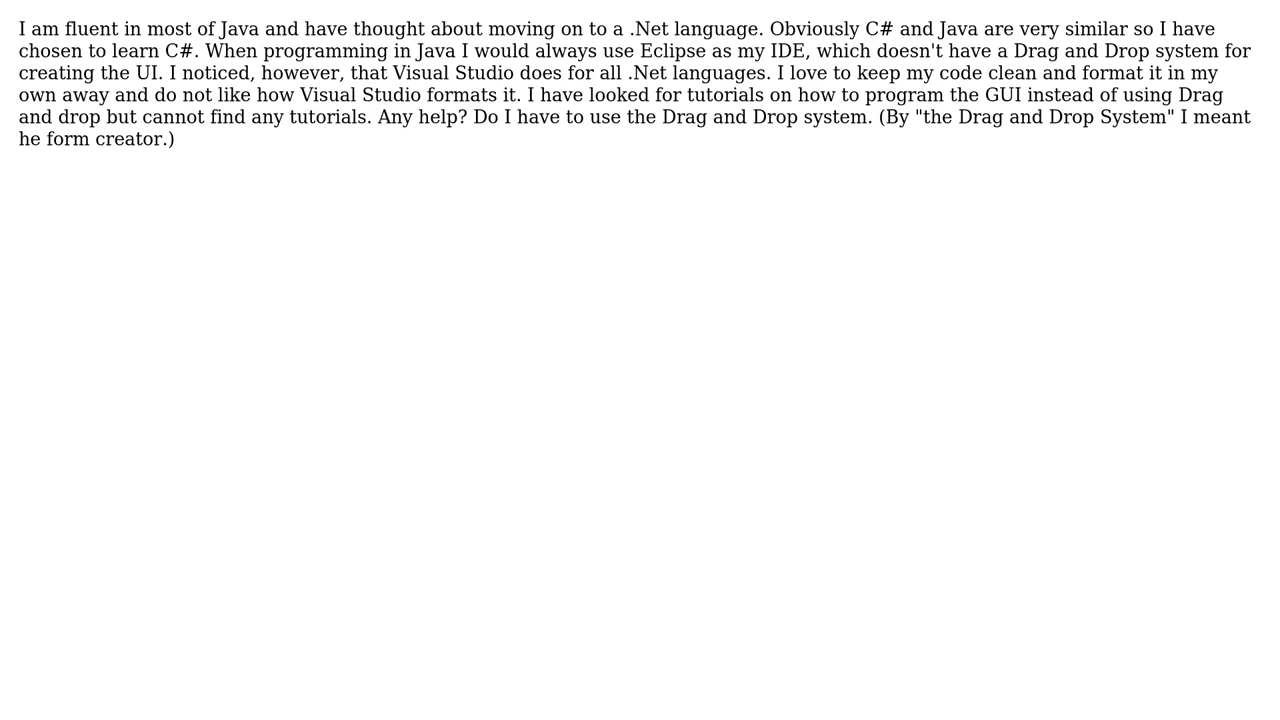 I am fluent in most of Java and have thought about moving on to a .Net language. Obviously C# and Java are very similar so I have
chosen to learn C#. When programming in Java I would always use Eclipse as my IDE, which doesn't have a Drag and Drop system for
creating the UI. I noticed, however, that Visual Studio does for all .Net languages. I love to keep my code clean and format it in my
own away and do not like how Visual Studio formats it. I have looked for tutorials on how to program the GUI instead of using Drag
and drop but cannot find any tutorials. Any help? Do I have to use the Drag and Drop system. (By "the Drag and Drop System" I meant
he form creator.)